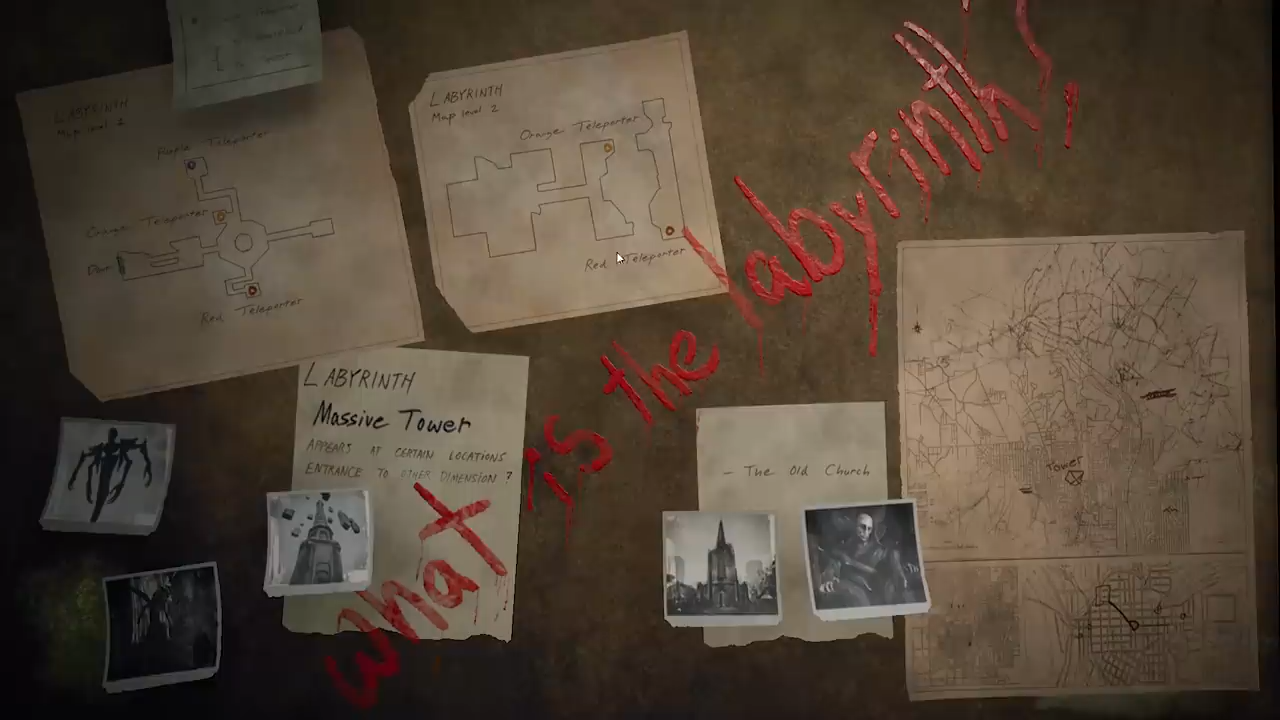 LABYRINTH
Map level 1
Purple Teleporter
Orange Teleporter
Door
Red Teleporter
LABYRINTH
Map level 2
Orange Teleporter
Red Teleporter
LABYRINTH
Massive Tower
APPEARS AT CERTAIN LOCATIONS
ENTRANCE TO OTHER DIMENSION ?
what is the labyrinth?
- The Old Church
Tower